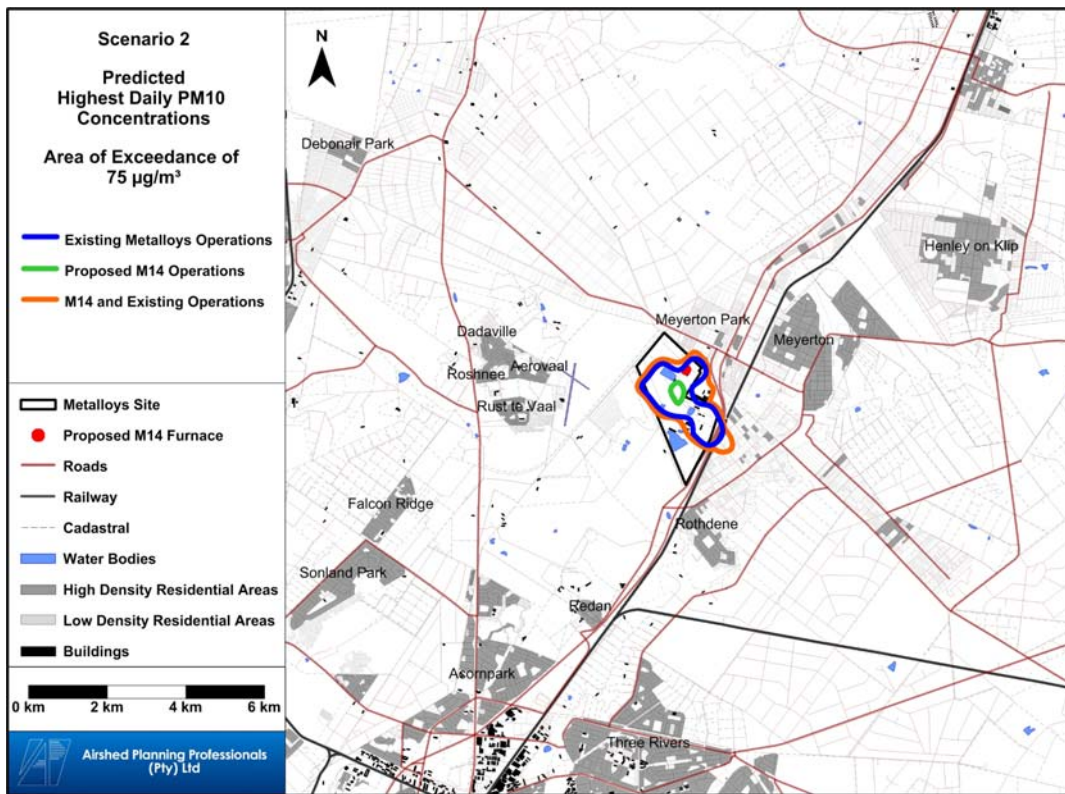 Scenario 2
Predicted
Highest Daily PM10
Concentrations
Area of Exceedance of
75 µg/m³
Existing Metalloys Operations
Proposed M14 Operations
M14 and Existing Operations
Metalloys Site
Proposed M14 Furnace
Roads
Railway
Cadastral
Water Bodies
High Density Residential Areas
Low Density Residential Areas
Buildings
0 km 2 km 4 km 6 km
Airshed Planning Professionals
(Pty) Ltd
N
Debonair Park
Henley on Klip
Meyerton Park
Dadaville
Meyerton
Roshnee
Aerovaal
Rust te Vaal
Falcon Ridge
Rothdene
Sonland Park
Redan
Acornpark
Three Rivers